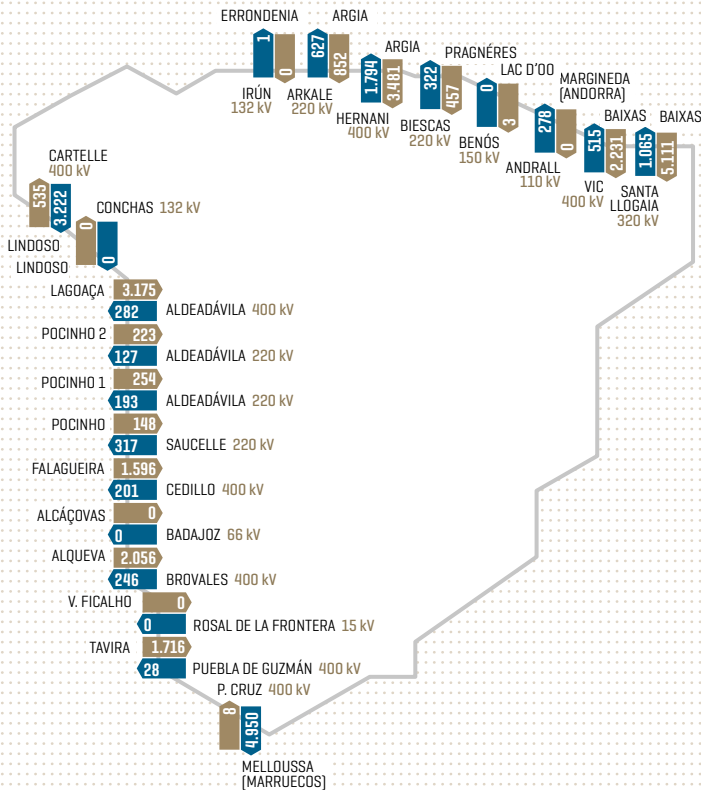 ERRONDENIA
1
0
IRÚN
132 kV
ARGIA
627
852
ARKALE
220 kV
ARGIA
1.794
3.481
HERNANI
400 kV
PRAGNÉRES
322
457
BIESCAS
220 kV
LAC D'OO
0
3
BENÓS
150 kV
MARGINEDA
(ANDORRA)
278
0
ANDRALL
110 kV
BAIXAS
515
2.231
VIC
400 kV
BAIXAS
1.065
5.111
SANTA
LLOGAIA
320 kV
CARTELLE
400 kV
535
3.222
LINDOSO
CONCHAS 132 kV
0
0
LINDOSO
LAGOAÇA 3.175
282 ALDEADÁVILA 400 kV
POCINHO 2 223
127 ALDEADÁVILA 220 kV
POCINHO 1 254
193 ALDEADÁVILA 220 kV
POCINHO 148
317 SAUCELLE 220 kV
FALAGUEIRA 1.596
201 CEDILLO 400 kV
ALCÁÇOVAS 0
0 BADAJOZ 66 kV
ALQUEVA 2.056
246 BROVALES 400 kV
V. FICALHO 0
0 ROSAL DE LA FRONTERA 15 kV
TAVIRA 1.716
28 PUEBLA DE GUZMÁN 400 kV
P. CRUZ 400 kV
8
4.950
MELLOUSSA
(MARRUECOS)